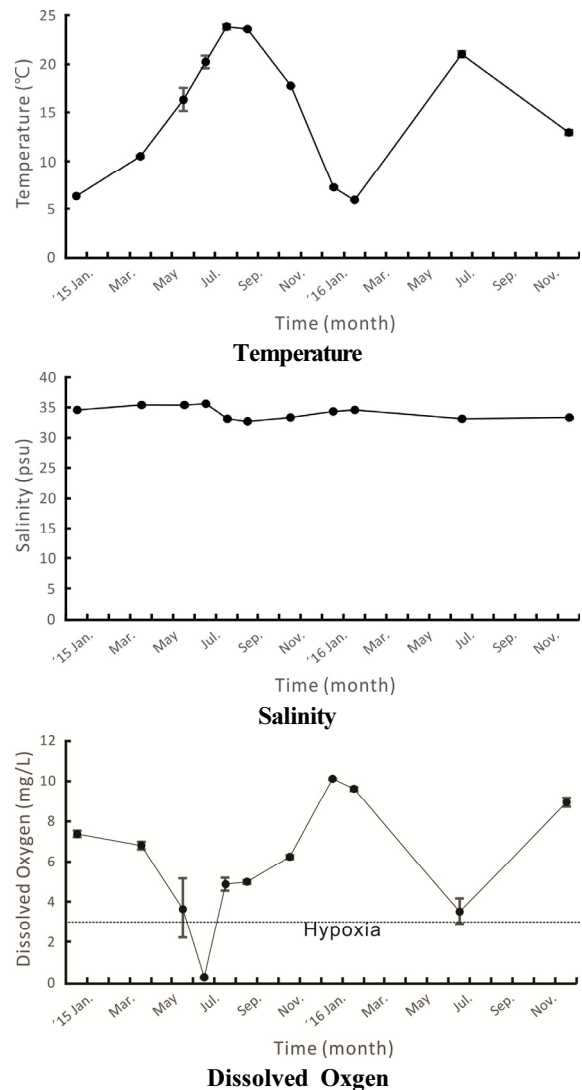 Temperature (℃)
25
20
15
10
5
0
'15 Jan.
Mar.
May
Jul.
Sep.
Nov.
'16 Jan.
Mar.
May
Jul.
Sep.
Nov.
Time (month)
Temperature
Salinity (psu)
40
35
30
25
20
15
10
5
0
'15 Jan.
Mar.
May
Jul.
Sep.
Nov.
'16 Jan.
Mar.
May
Jul.
Sep.
Nov.
Time (month)
Salinity
Dissolved Oxygen (mg/L)
12
10
8
6
4
2
0
Hypoxia
'15 Jan.
Mar.
May
Jul.
Sep.
Nov.
'16 Jan.
Mar.
May
Jul.
Sep.
Nov.
Time (month)
Dissolved Oxgen